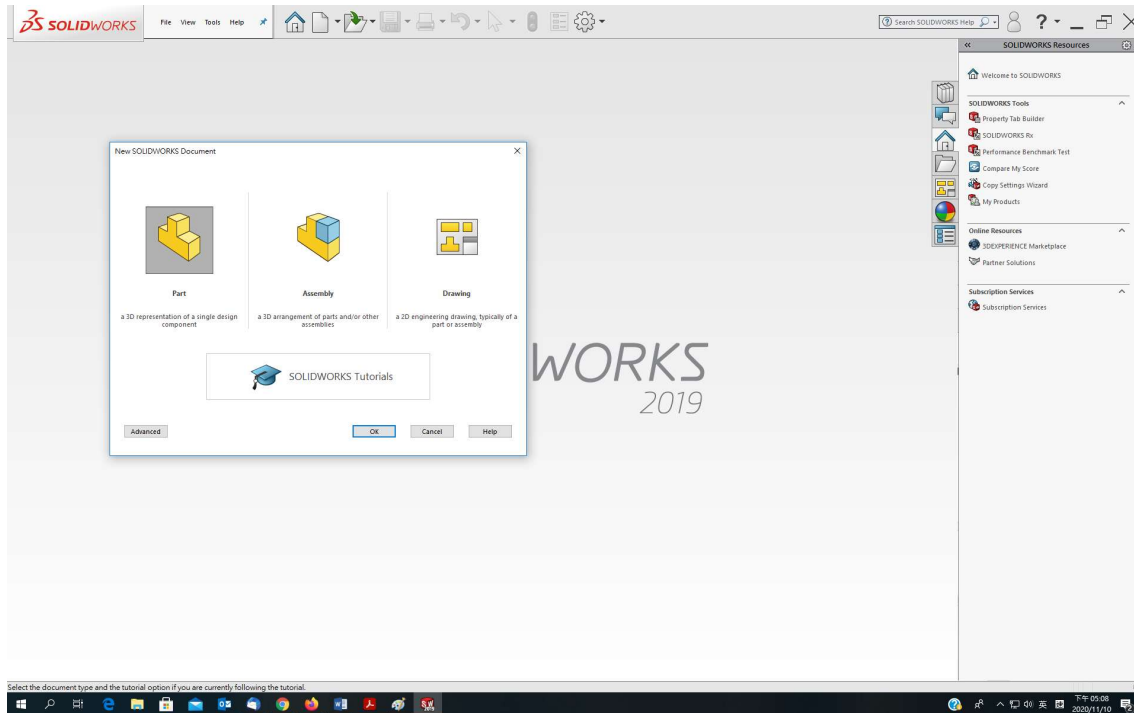 SOLIDWORKS
File View Tools Help
Search SOLIDWORKS Help
?
SOLIDWORKS Resources
Welcome to SOLIDWORKS
SOLIDWORKS Tools
Property Tab Builder
SOLIDWORKS Rx
Performance Benchmark Test
Compare My Score
Copy Settings Wizard
My Products
Online Resources
3DEXPERIENCE Marketplace
Partner Solutions
Subscription Services
Subscription Services
New SOLIDWORKS Document
Part
a 3D representation of a single design
component
Assembly
a 3D arrangement of parts and/or other
assemblies
Drawing
a 2D engineering drawing, typically of a
part or assembly
SOLIDWORKS Tutorials
Advanced
OK
Cancel
Help
WORKS
2019
Select the document type and the tutorial option if you are currently following the tutorial.
英
下午 05:08
2020/11/10